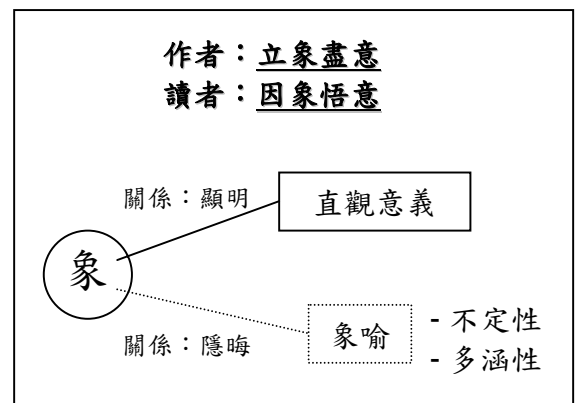 作者：立象盡意
讀者：因象悟意
關係：顯明
直觀意義
象
象喻
- 不定性
- 多涵性
關係：隱晦